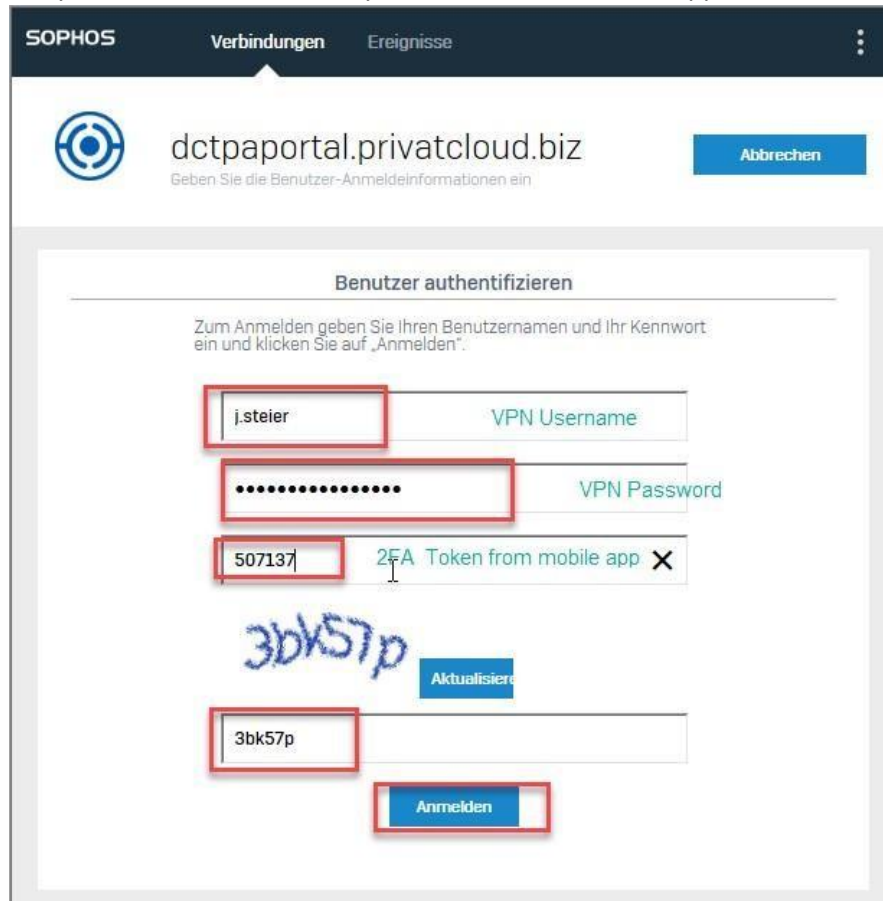 SOPHOS Verbindungen Ereignisse
dctpaportal.privatcloud.biz
Abbrechen
Geben Sie die Benutzer-Anmeldeinformationen ein
Benutzer authentifizieren
Zum Anmelden geben Sie Ihren Benutzernamen und Ihr Kennwort
ein und klicken Sie auf „Anmelden“.
j.steier VPN Username
•••••••••••••••• VPN Password
507137 2FA Token from mobile app
3bk57p
Aktualisiere
3bk57p
Anmelden